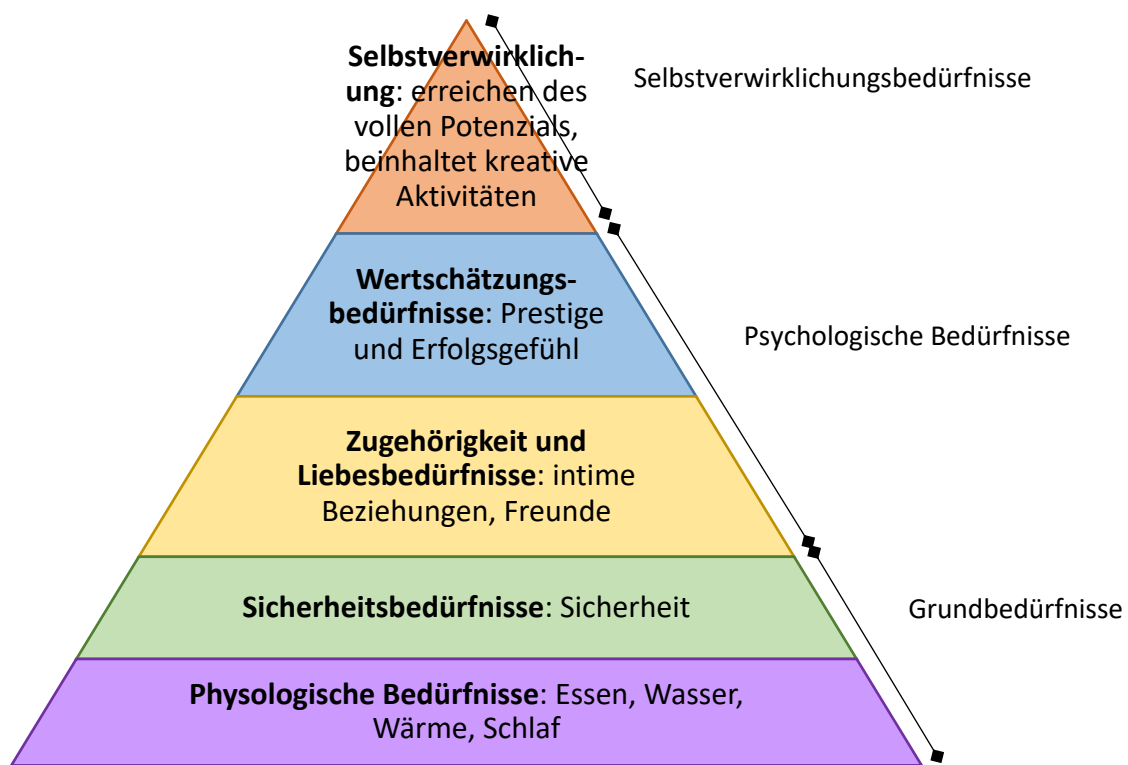 Selbstverwirklich-
ung: erreichen des
vollen Potenzials,
beinhaltet kreative
Aktivitäten
Selbstverwirklichungsbedürfnisse
Wertschätzungs-
bedürfnisse: Prestige
und Erfolgsgefühl
Psychologische Bedürfnisse
Zugehörigkeit und
Liebesbedürfnisse: intime
Beziehungen, Freunde
Sicherheitsbedürfnisse: Sicherheit
Grundbedürfnisse
Physologische Bedürfnisse: Essen, Wasser,
Wärme, Schlaf